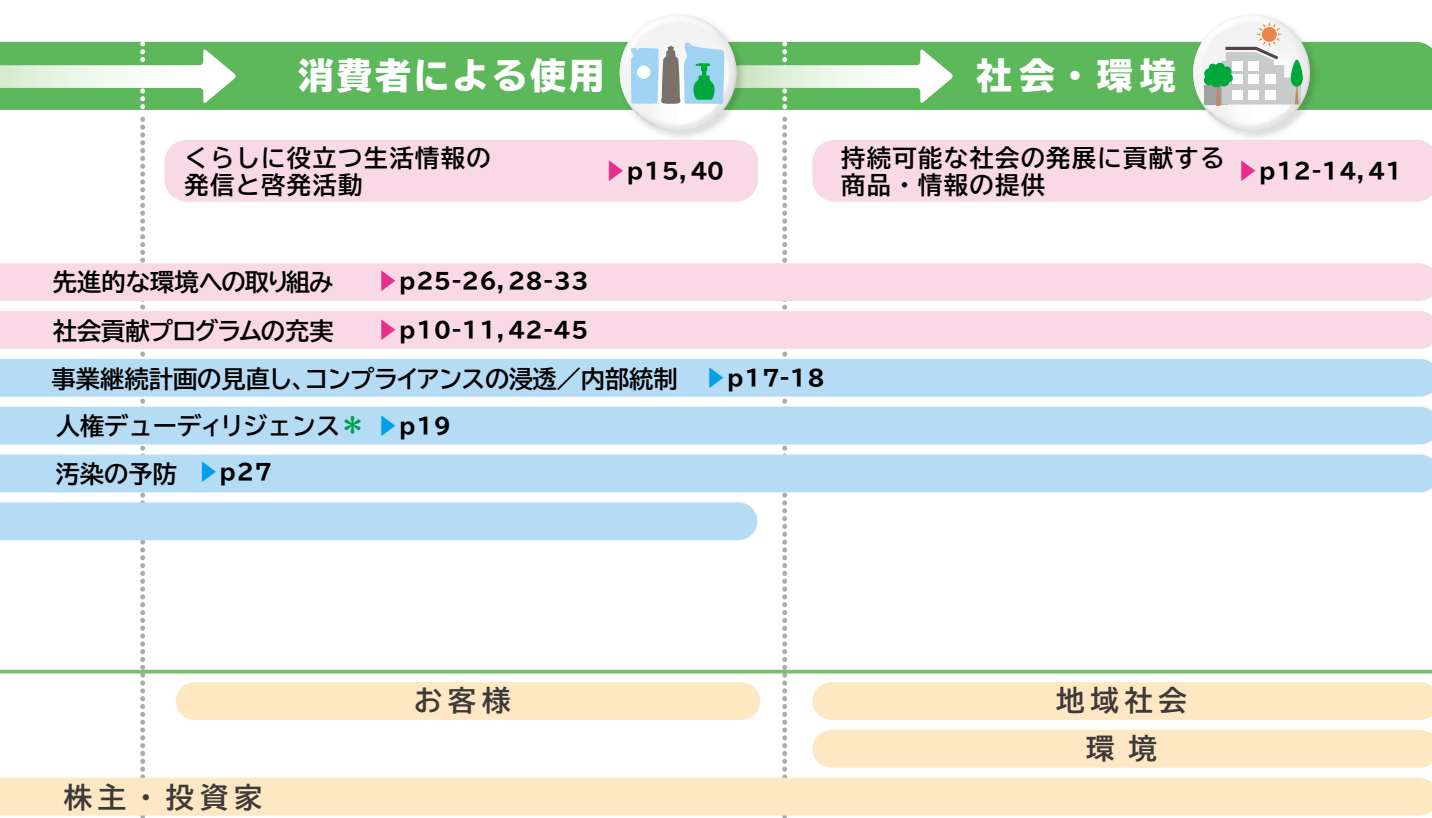 消費者による使用
社会・環境
くらしに役立つ生活情報の
発信と啓発活動
▶p15,40
持続可能な社会の発展に貢献する
商品・情報の提供
▶p12-14,41
先進的な環境への取り組み ▶p25-26,28-33
社会貢献プログラムの充実 ▶p10-11,42-45
事業継続計画の見直し、コンプライアンスの浸透／内部統制 ▶p17-18
人権デューディリジェンス＊ ▶p19
汚染の予防 ▶p27
お客様
地域社会
環境
株主・投資家